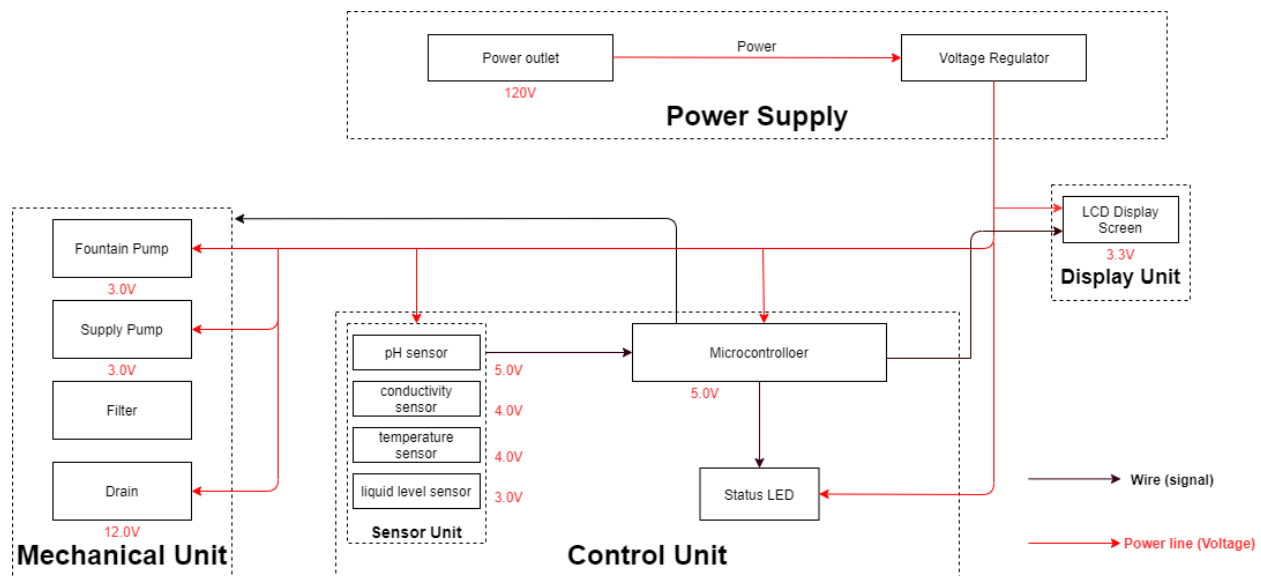 Power outlet
Power
Voltage Regulator
120V
Power Supply
LCD Display
Screen
3.3V
Display Unit
Fountain Pump
3.0V
Supply Pump
3.0V
Filter
Drain
12.0V
Mechanical Unit
pH sensor
5.0V
conductivity
sensor
4.0V
temperature
sensor
4.0V
liquid level sensor
3.0V
Sensor Unit
Microcontrolloer
5.0V
Status LED
Control Unit
Wire (signal)
Power line (Voltage)